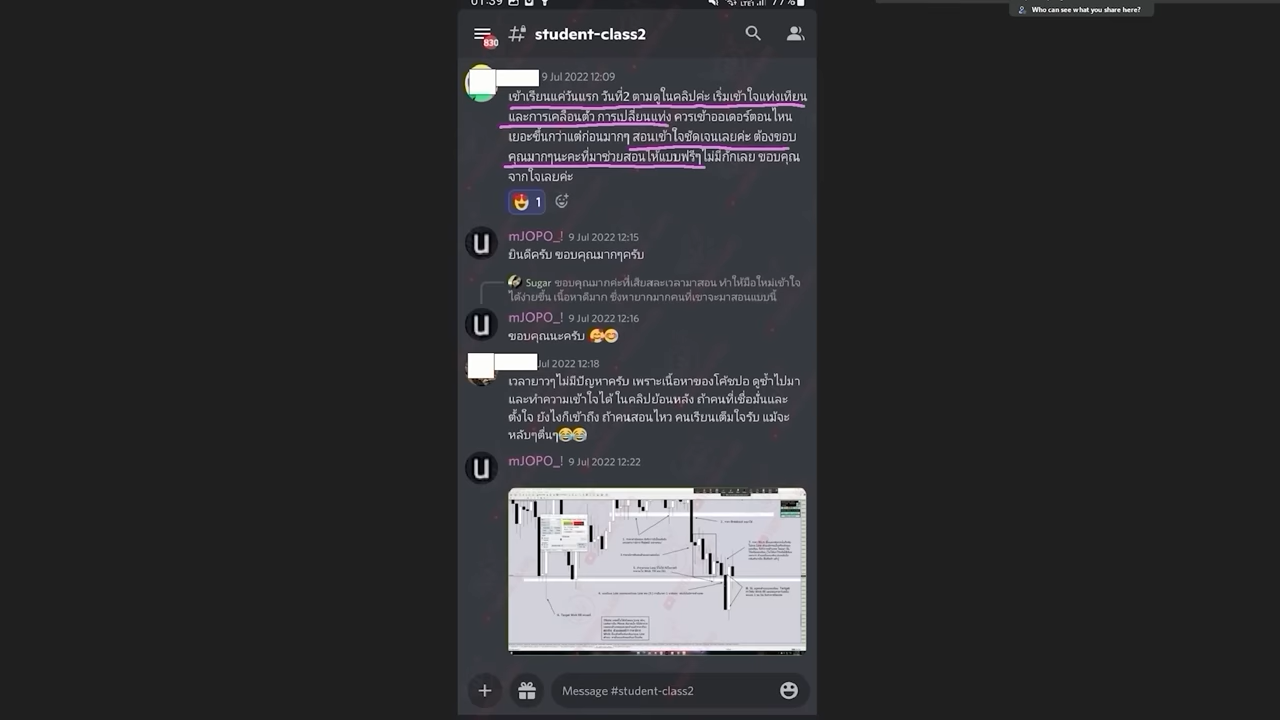 Who can see what you share here?
01:39
77%
830
student-class2
9 Jul 2022 12:09
เข้าเรียนแค่วันแรก วันที่2 ตามดูในคลิปค่ะ เริ่มเข้าใจแท่งเทียน
และการเคลื่อนตัว การเปลี่ยนแท่ง ควรเข้าออเดอร์ตอนไหน
เยอะขึ้นกว่าแต่ก่อนมากๆ สอนเข้าใจชัดเจนเลยค่ะ ต้องขอบ
คุณมากๆนะคะที่มาช่วยสอนให้แบบฟรีๆไม่มีกั๊กเลย ขอบคุณ
จากใจเลยค่ะ
1
mJOPO_! 9 Jul 2022 12:15
ยินดีครับ ขอบคุณมากๆครับ
Sugar ขอบคุณมากค่ะที่เสียสละเวลามาสอน ทำให้มือใหม่เข้าใจ
ได้ง่ายขึ้น เนื้อหาดีมาก ซึ่งหายากมากคนที่เขาจะมาสอนแบบนี้
mJOPO_! 9 Jul 2022 12:16
ขอบคุณนะครับ 🥰😁
Jul 2022 12:18
เวลายาวๆไม่มีปัญหาครับ เพราะเนื้อหาของโค้ชปอ ดูซ้ำไปมา
และทำความเข้าใจได้ ในคลิปย้อนหลัง ถ้าคนที่เชื่อมั่นและ
ตั้งใจ ยังไงก็เข้าถึง ถ้าคนสอนไหว คนเรียนเต็มใจรับ แม้จะ
หลับๆตื่นๆ😂😂
mJOPO_! 9 Jul 2022 12:22
Message #student-class2